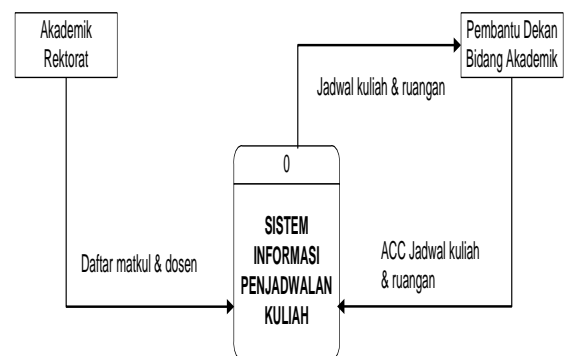 Akademik
Rektorat
Pembantu Dekan
Bidang Akademik
Jadwal kuliah & ruangan
0
SISTEM
INFORMASI
PENJADWALAN
KULIAH
Daftar matkul & dosen
ACC Jadwal kuliah
& ruangan